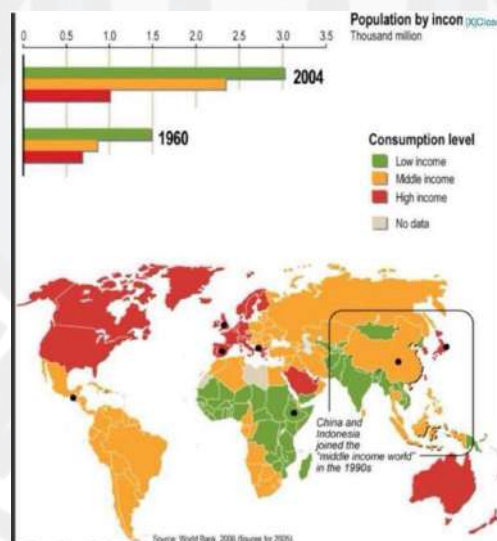 Population by incom [X]Close
Thousand million
0 0.5 1.0 1.5 2.0 2.5 3.0 3.5
2004
1960
Consumption level
Low income
Middle income
High income
No data
China and
Indonesia
joined the
"middle income world"
in the 1990s
Source: World Bank, 2006 (figures for 2005)